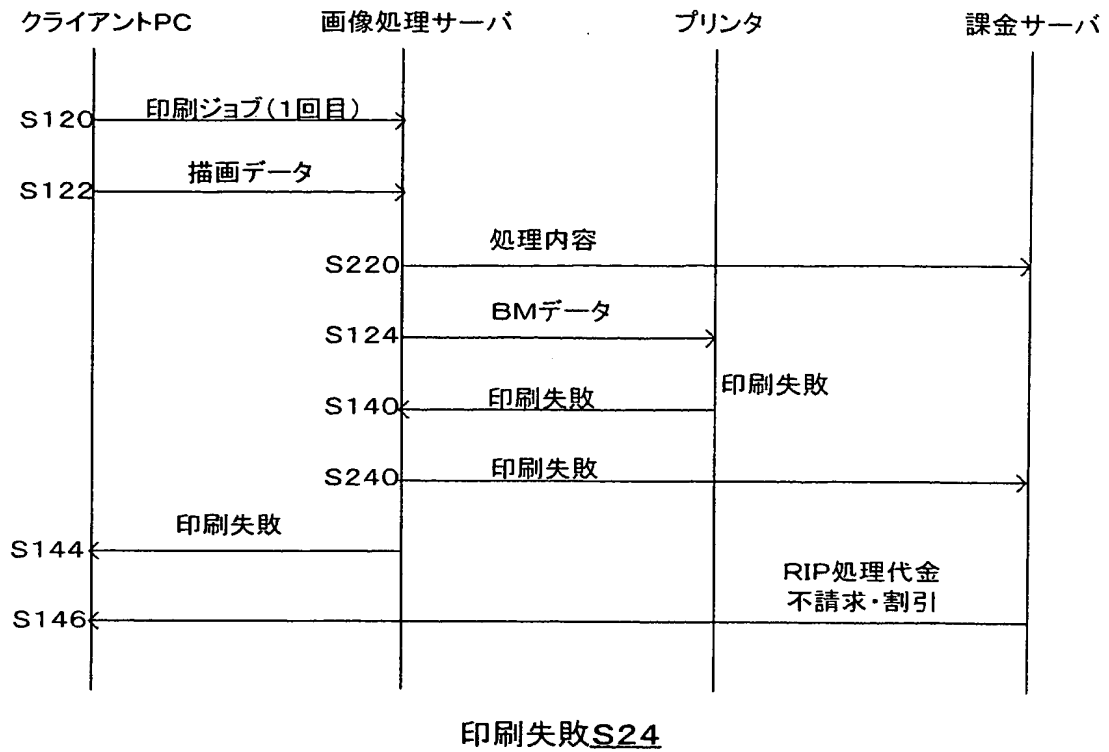 クライアントPC 画像処理サーバ プリンタ 課金サーバ
印刷ジョブ(1回目)
S120
描画データ
S122
処理内容
S220
BMデータ
S124
印刷失敗
印刷失敗
S140
印刷失敗
S240
印刷失敗
S144
RIP処理代金
不請求・割引
S146
印刷失敗S24